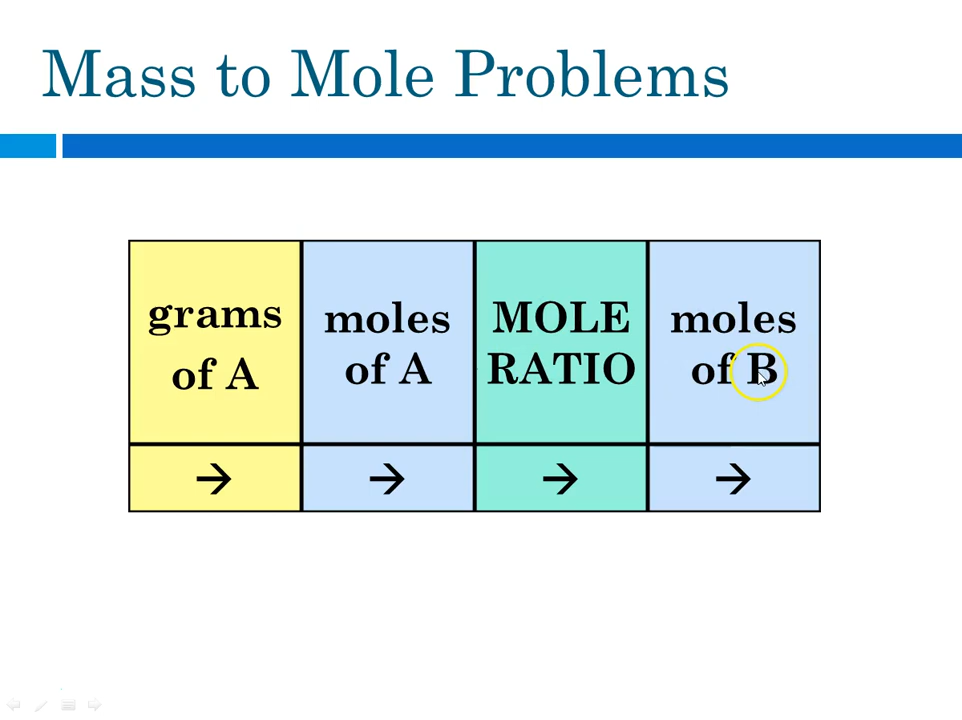 Mass to Mole Problems
grams
of A
moles
of A
MOLE
RATIO
moles
of B
→ → → →